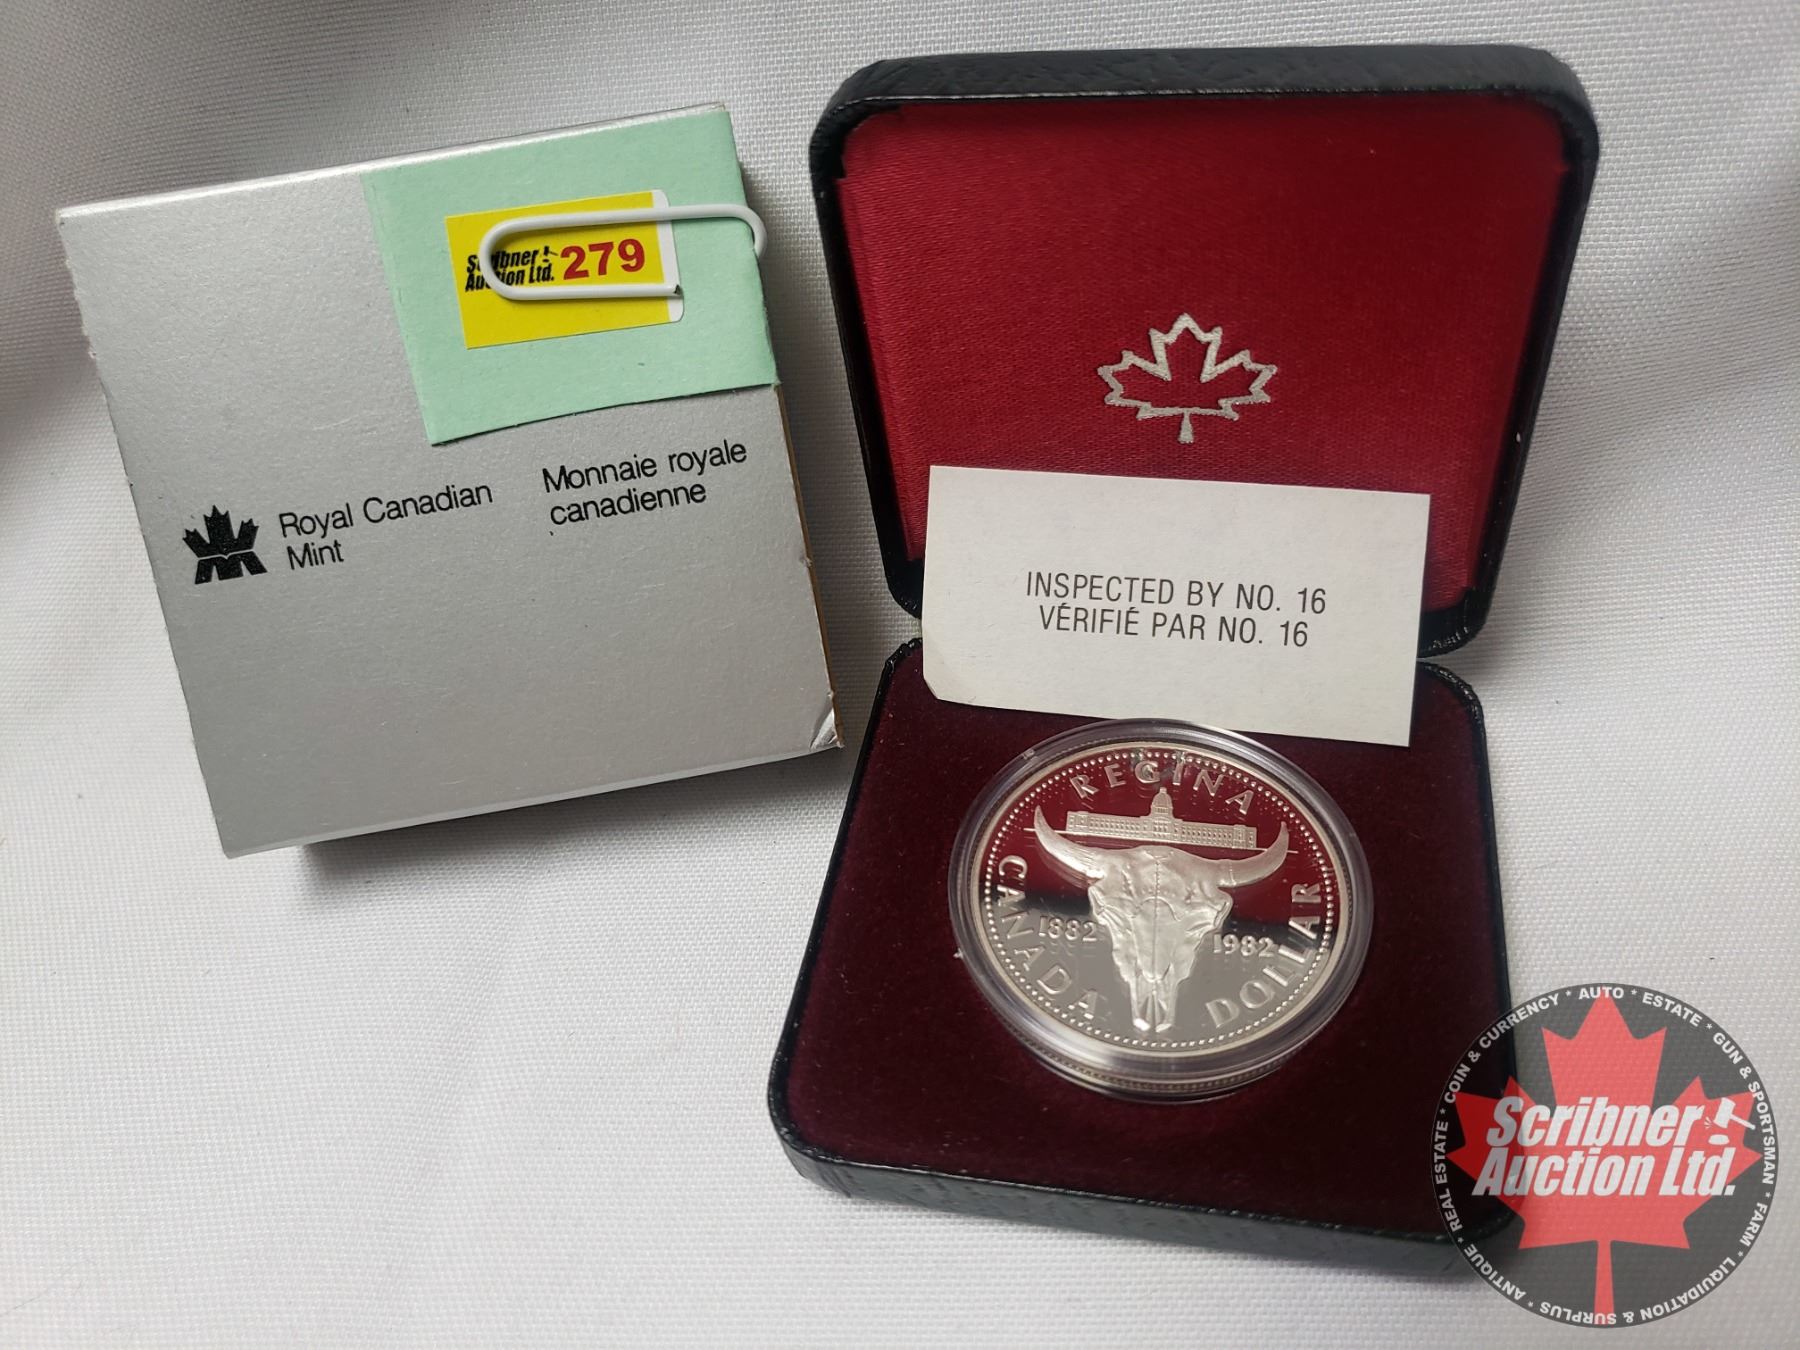 Scribner
Auction Ltd.
279
Royal Canadian
Mint
Monnaie royale
canadienne
INSPECTED BY NO. 16
VÉRIFIÉ PAR NO. 16
REGINA
CANADA
1882
1982
DOLLAR
COIN & CURRENCY * AUTO * ESTATE * GUN & SPORTSMAN * FARM * LIQUIDATION & SURPLUS * ANTIQUE * REAL ESTATE *
Scribner
Auction Ltd.